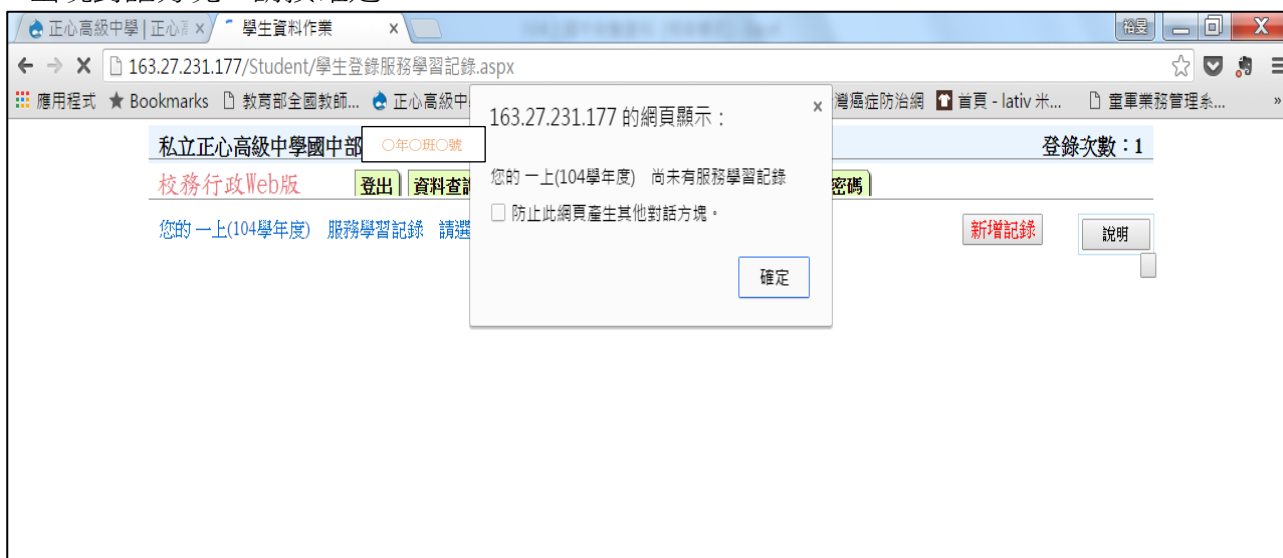 正心高級中學 | 正心 學生資料作業
裕旻
163.27.231.177/Student/學生登錄服務學習記錄.aspx
應用程式 Bookmarks 教育部全國教師... 正心高級中 灣癌症防治網 首頁 - lativ 米... 童軍業務管理系... »
163.27.231.177 的網頁顯示：
私立正心高級中學國中部 ○年○班○號 登錄次數：1
您的 一上(104學年度) 尚未有服務學習記錄
校務行政Web版 登出 資料查 密碼
防止此網頁產生其他對話方塊。
您的 一上(104學年度) 服務學習記錄 請選 新增記錄 說明
確定